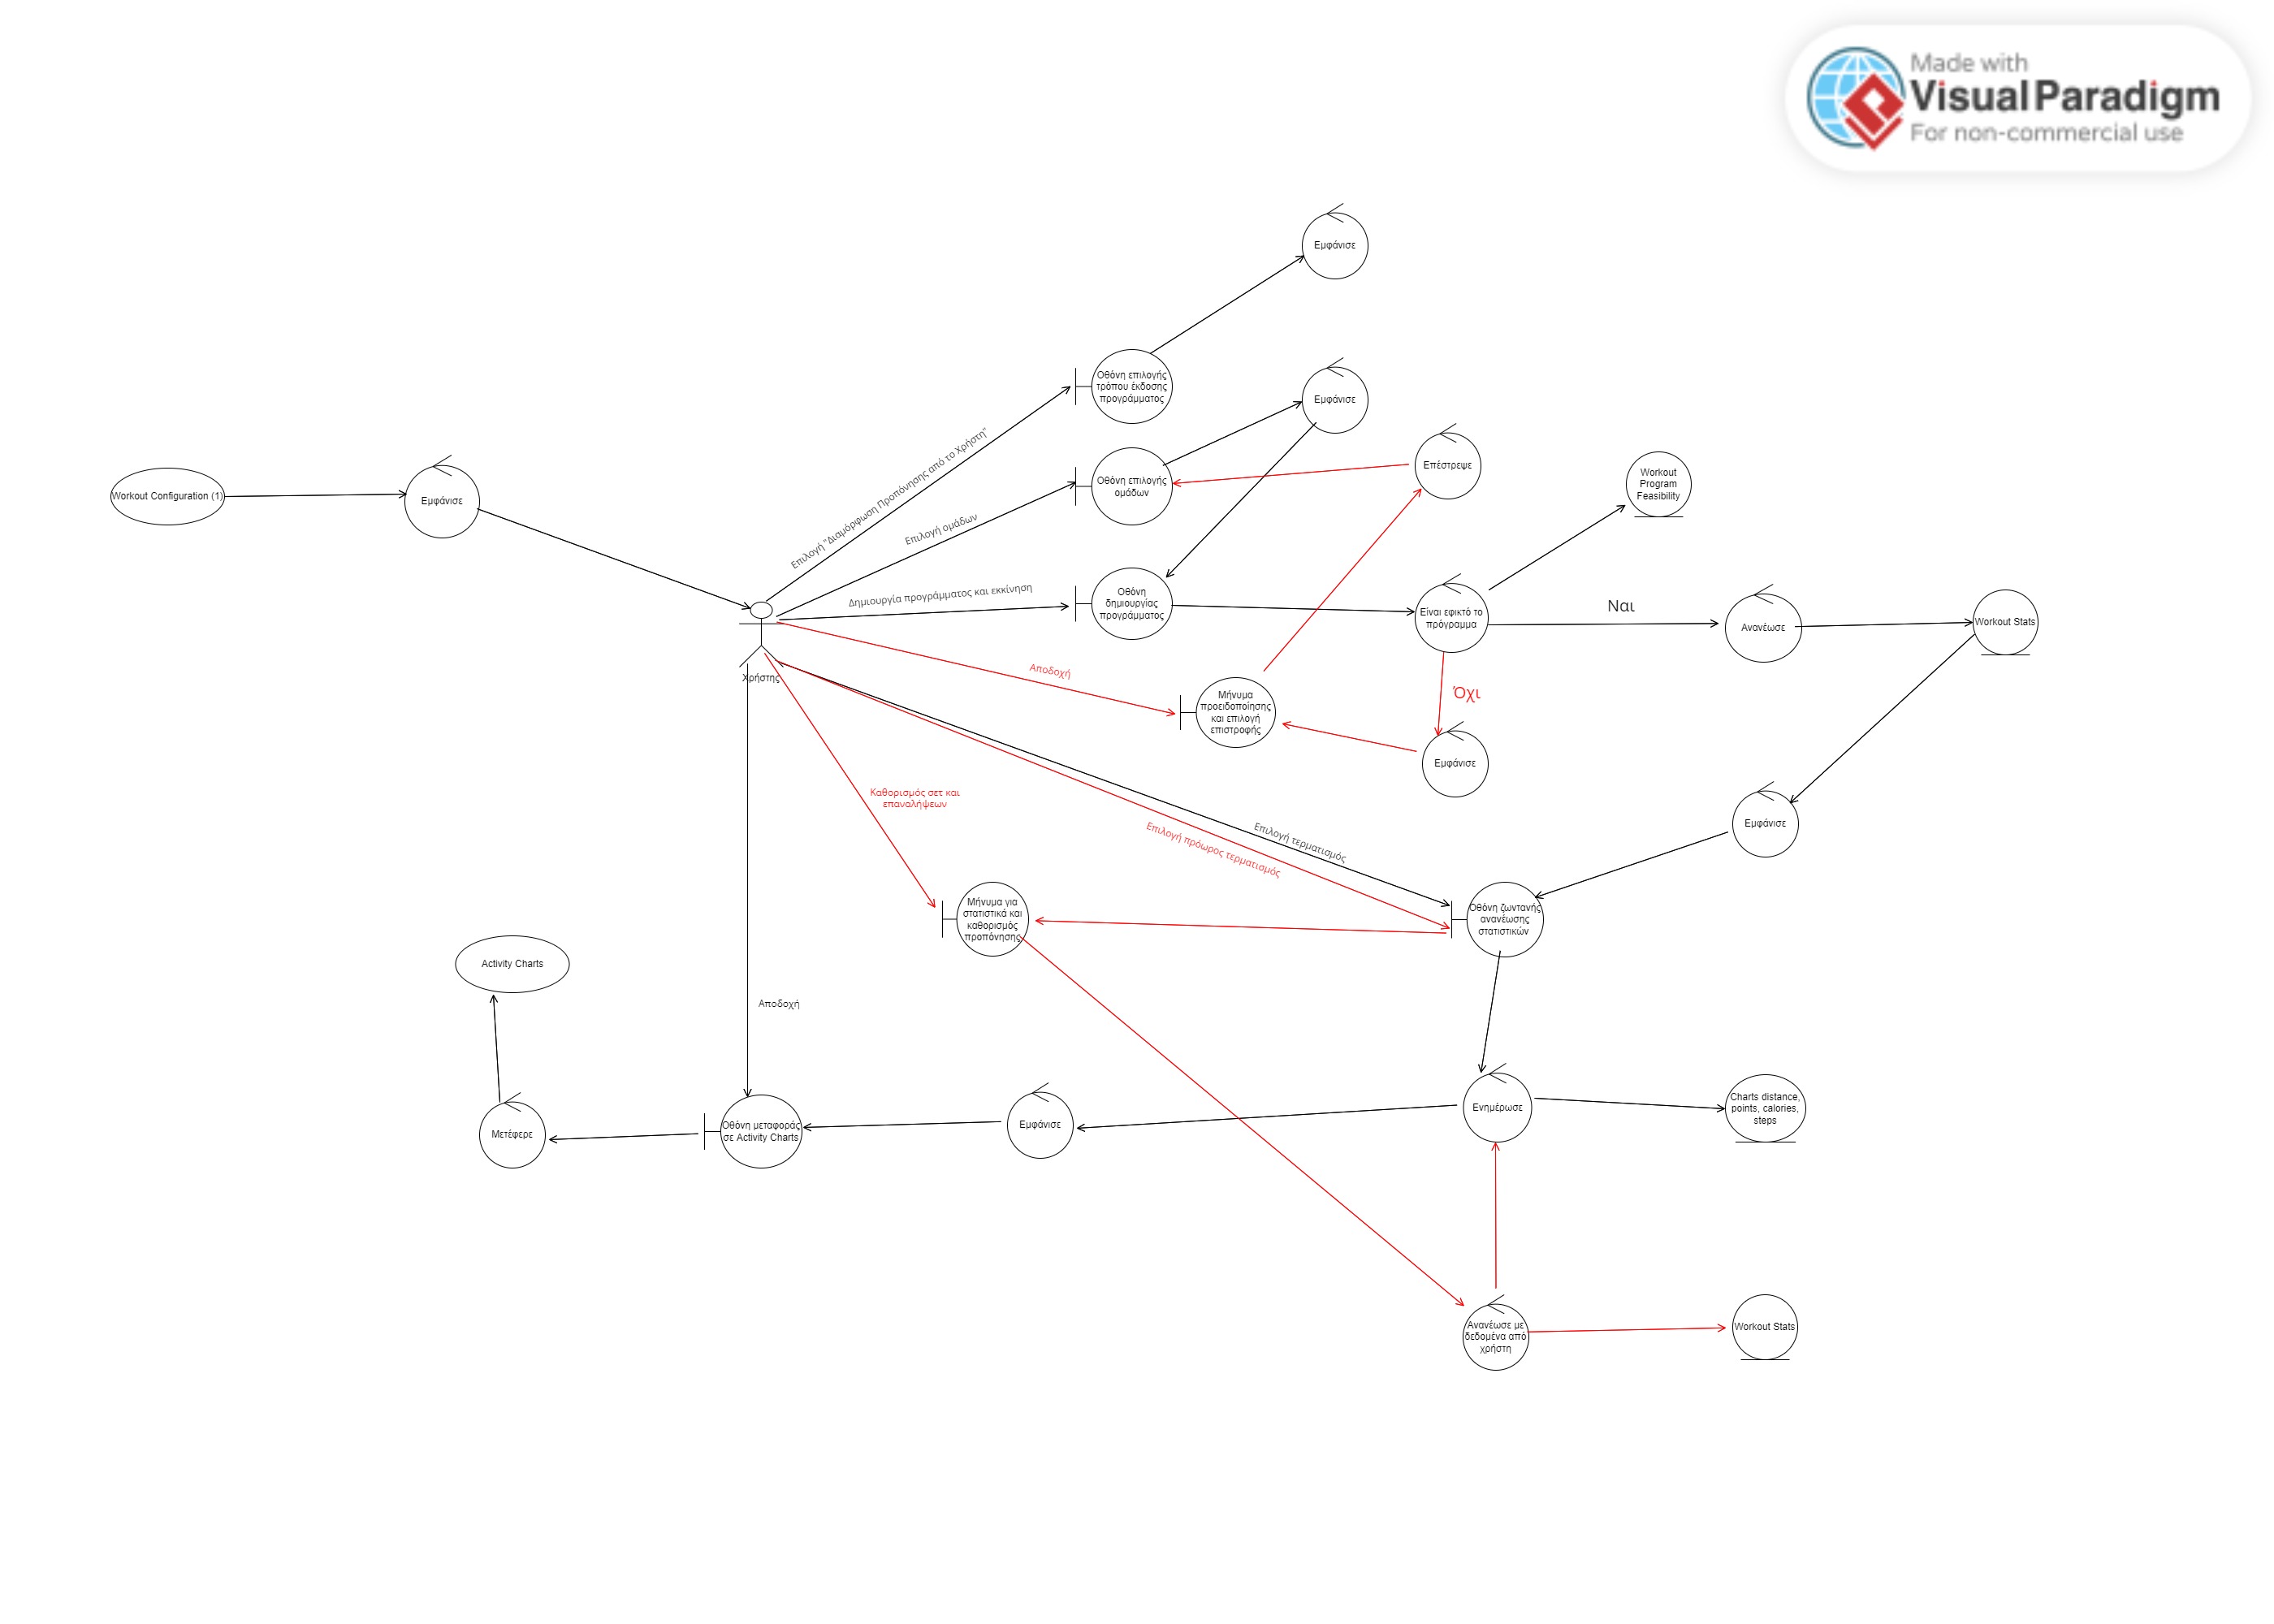 Made with
Visual Paradigm
For non-commercial use
Εμφάνισε
Οθόνη επιλογής
τρόπου έκδοσης
προγράμματος
Εμφάνισε
Επιλογή "Διαμόρφωση Προπόνησης από το Χρήστη"
Οθόνη επιλογής
ομάδων
Επέστρεψε
Workout
Program
Feasibility
Workout Configuration (1)
Εμφάνισε
Επιλογή ομάδων
Δημιουργία προγράμματος και εκκίνηση
Οθόνη
δημιουργίας
προγράμματος
Είναι εφικτό το
πρόγραμμα
Ναι
Ανανέωσε
Workout Stats
Χρήστης
Αποδοχή
Μήνυμα
προειδοποίησης
και επιλογή
επιστροφής
Όχι
Εμφάνισε
Καθορισμός σετ και
επαναλήψεων
Επιλογή τερματισμός
Επιλογή πρόωρος τερματισμός
Εμφάνισε
Μήνυμα για
στατιστικά και
καθορισμός
προπόνησης
Οθόνη ζωντανής
ανανέωσης
στατιστικών
Activity Charts
Αποδοχή
Μετέφερε
Οθόνη μεταφοράς
σε Activity Charts
Εμφάνισε
Ενημέρωσε
Charts distance,
points, calories,
steps
Ανανέωσε με
δεδομένα από
χρήστη
Workout Stats